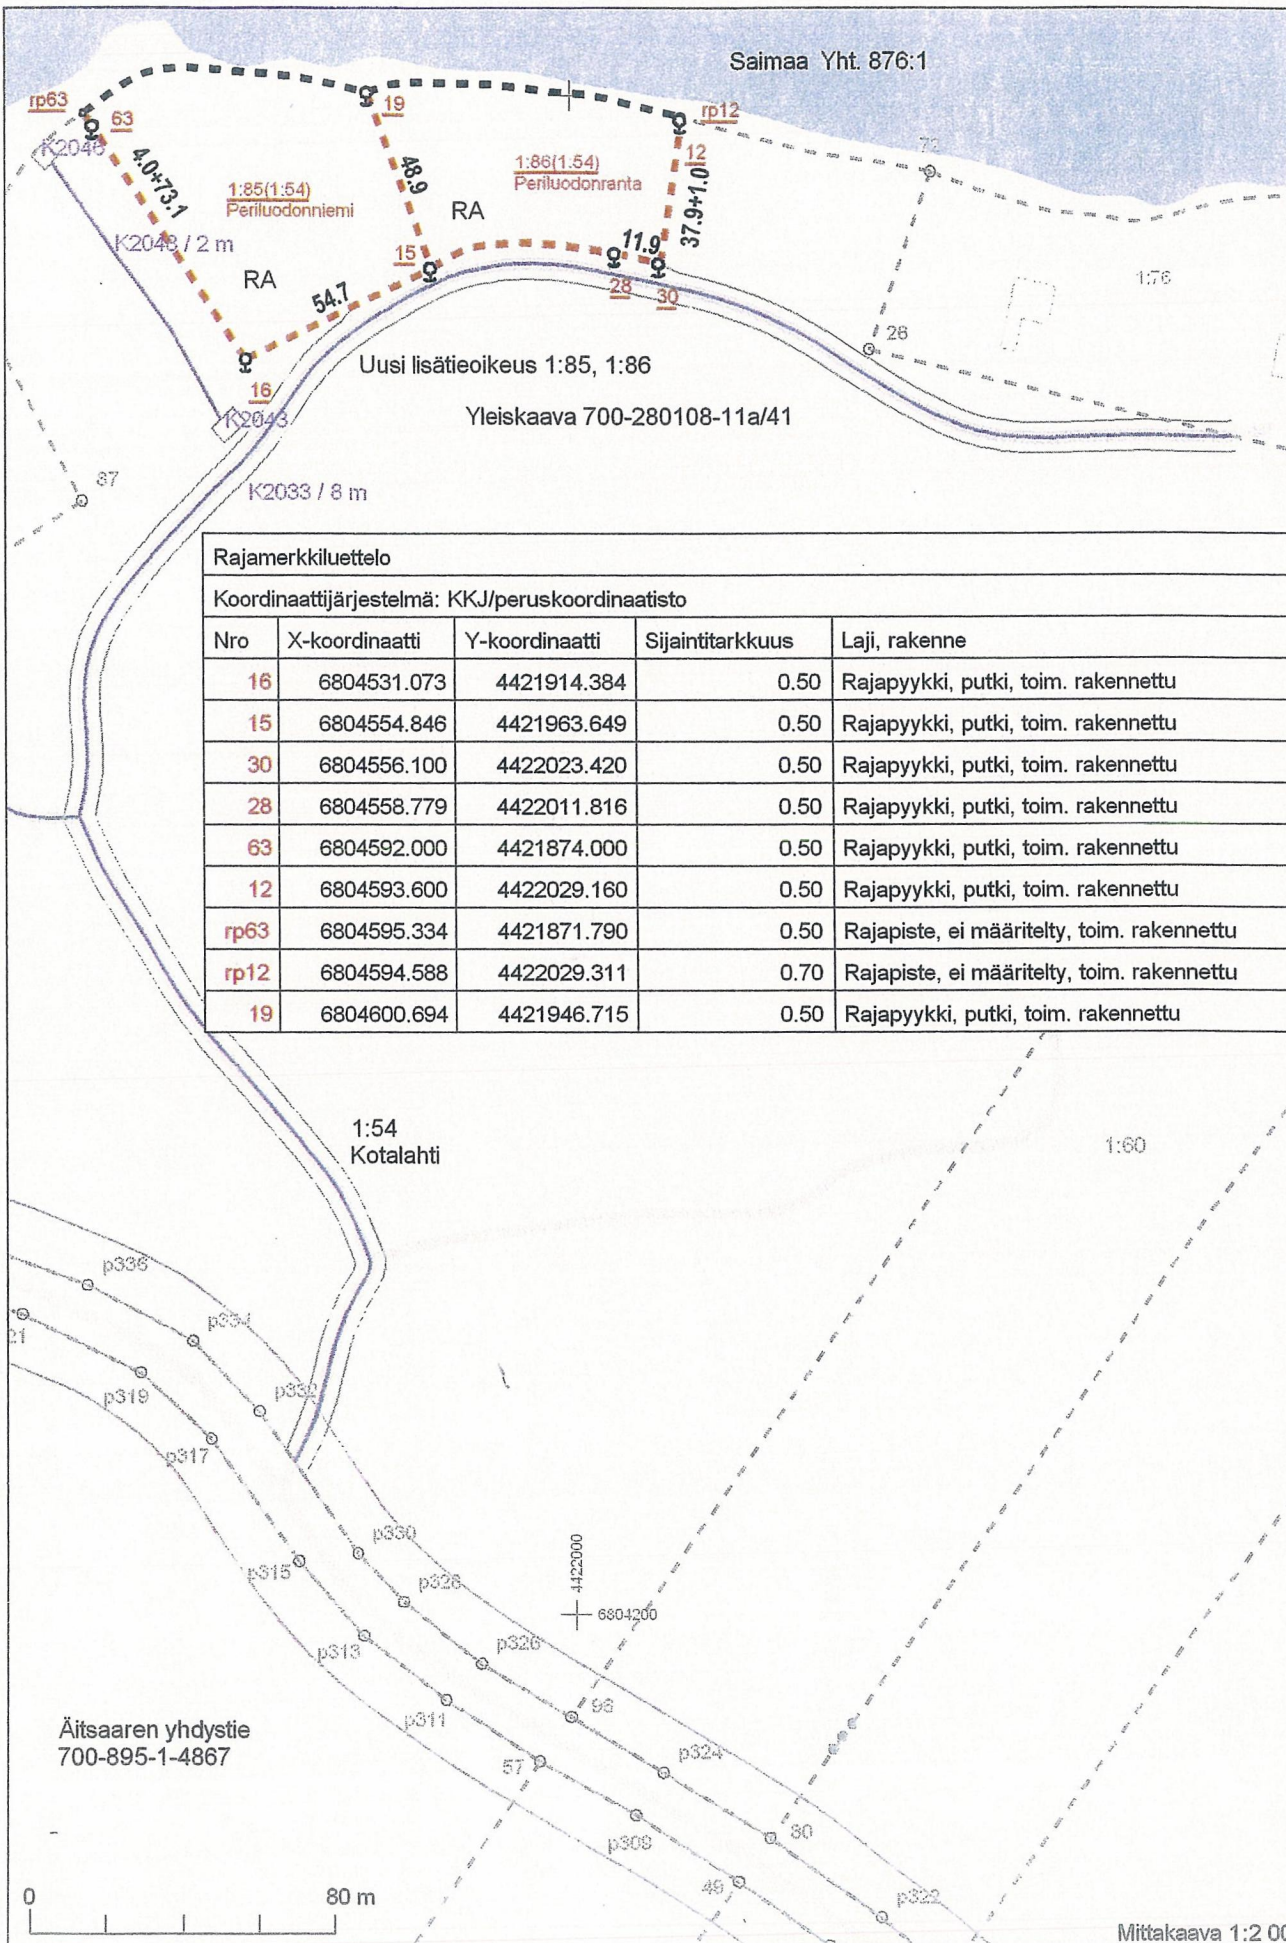 Saimaa Yht. 876:1
rp63
63
19
rp12
K2046
12
73
4.0+73.1
48.9
1:86(1:54)
Periluodonranta
37.9+1.0
1:85(1:54)
Periluodonniemi
RA
K2043 / 2 m
15
11.9
1:76
RA
54.7
28
30
26
Uusi lisätieoikeus 1:85, 1:86
16
K2043
Yleiskaava 700-280108-11a/41
87
K2033 / 8 m
Rajamerkkiluettelo
Koordinaattijärjestelmä: KKJ/peruskoordinaatisto
Nro X-koordinaatti Y-koordinaatti Sijaintitarkkuus Laji, rakenne
16 6804531.073 4421914.384 0.50 Rajapyykki, putki, toim. rakennettu
15 6804554.846 4421963.649 0.50 Rajapyykki, putki, toim. rakennettu
30 6804556.100 4422023.420 0.50 Rajapyykki, putki, toim. rakennettu
28 6804558.779 4422011.816 0.50 Rajapyykki, putki, toim. rakennettu
63 6804592.000 4421874.000 0.50 Rajapyykki, putki, toim. rakennettu
12 6804593.600 4422029.160 0.50 Rajapyykki, putki, toim. rakennettu
rp63 6804595.334 4421871.790 0.50 Rajapiste, ei määritelty, toim. rakennettu
rp12 6804594.588 4422029.311 0.70 Rajapiste, ei määritelty, toim. rakennettu
19 6804600.694 4421946.715 0.50 Rajapyykki, putki, toim. rakennettu
1:54
Kotalahti
1:60
p336
p334
21
p319
p332
p317
p330
p315
p328
4422000
6804200
p313
p326
p311
98
Äitsaaren yhdystie
700-895-1-4867
57
p324
p308
80
49
p322
0 80 m
Mittakaava 1:2 00